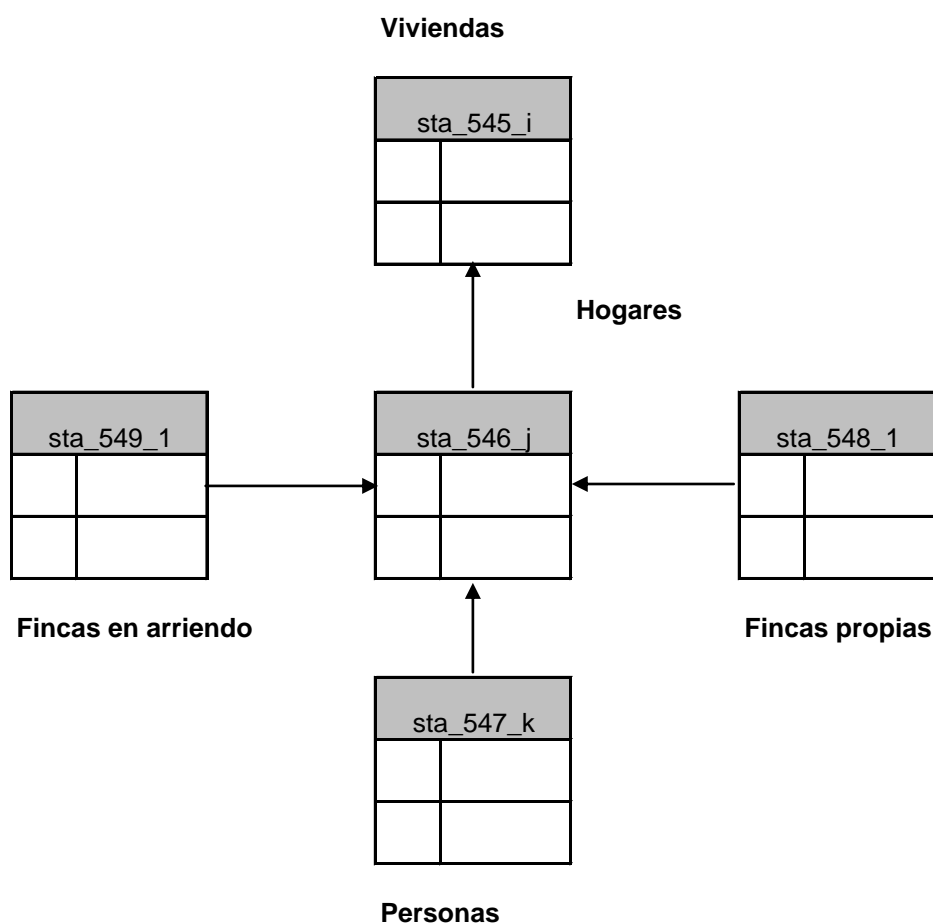 Viviendas
sta_545_i
Hogares
sta_549_1
sta_546_j
sta_548_1
Fincas en arriendo
Fincas propias
sta_547_k
Personas